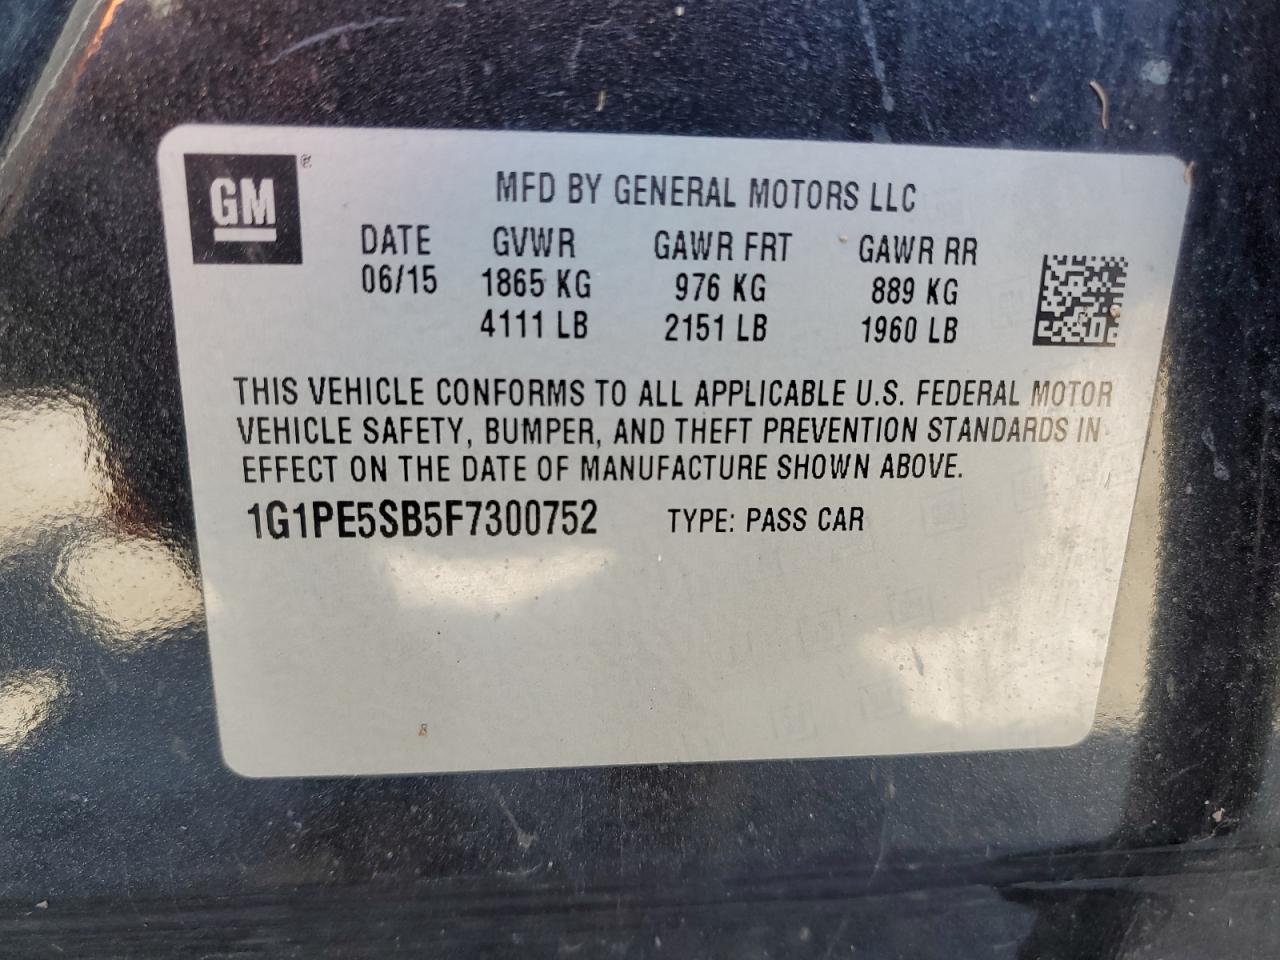 GM ®
MFD BY GENERAL MOTORS LLC
DATE GVWR GAWR FRT GAWR RR
06/15 1865 KG 976 KG 889 KG
4111 LB 2151 LB 1960 LB
THIS VEHICLE CONFORMS TO ALL APPLICABLE U.S. FEDERAL MOTOR
VEHICLE SAFETY, BUMPER, AND THEFT PREVENTION STANDARDS IN
EFFECT ON THE DATE OF MANUFACTURE SHOWN ABOVE.
1G1PE5SB5F7300752 TYPE: PASS CAR